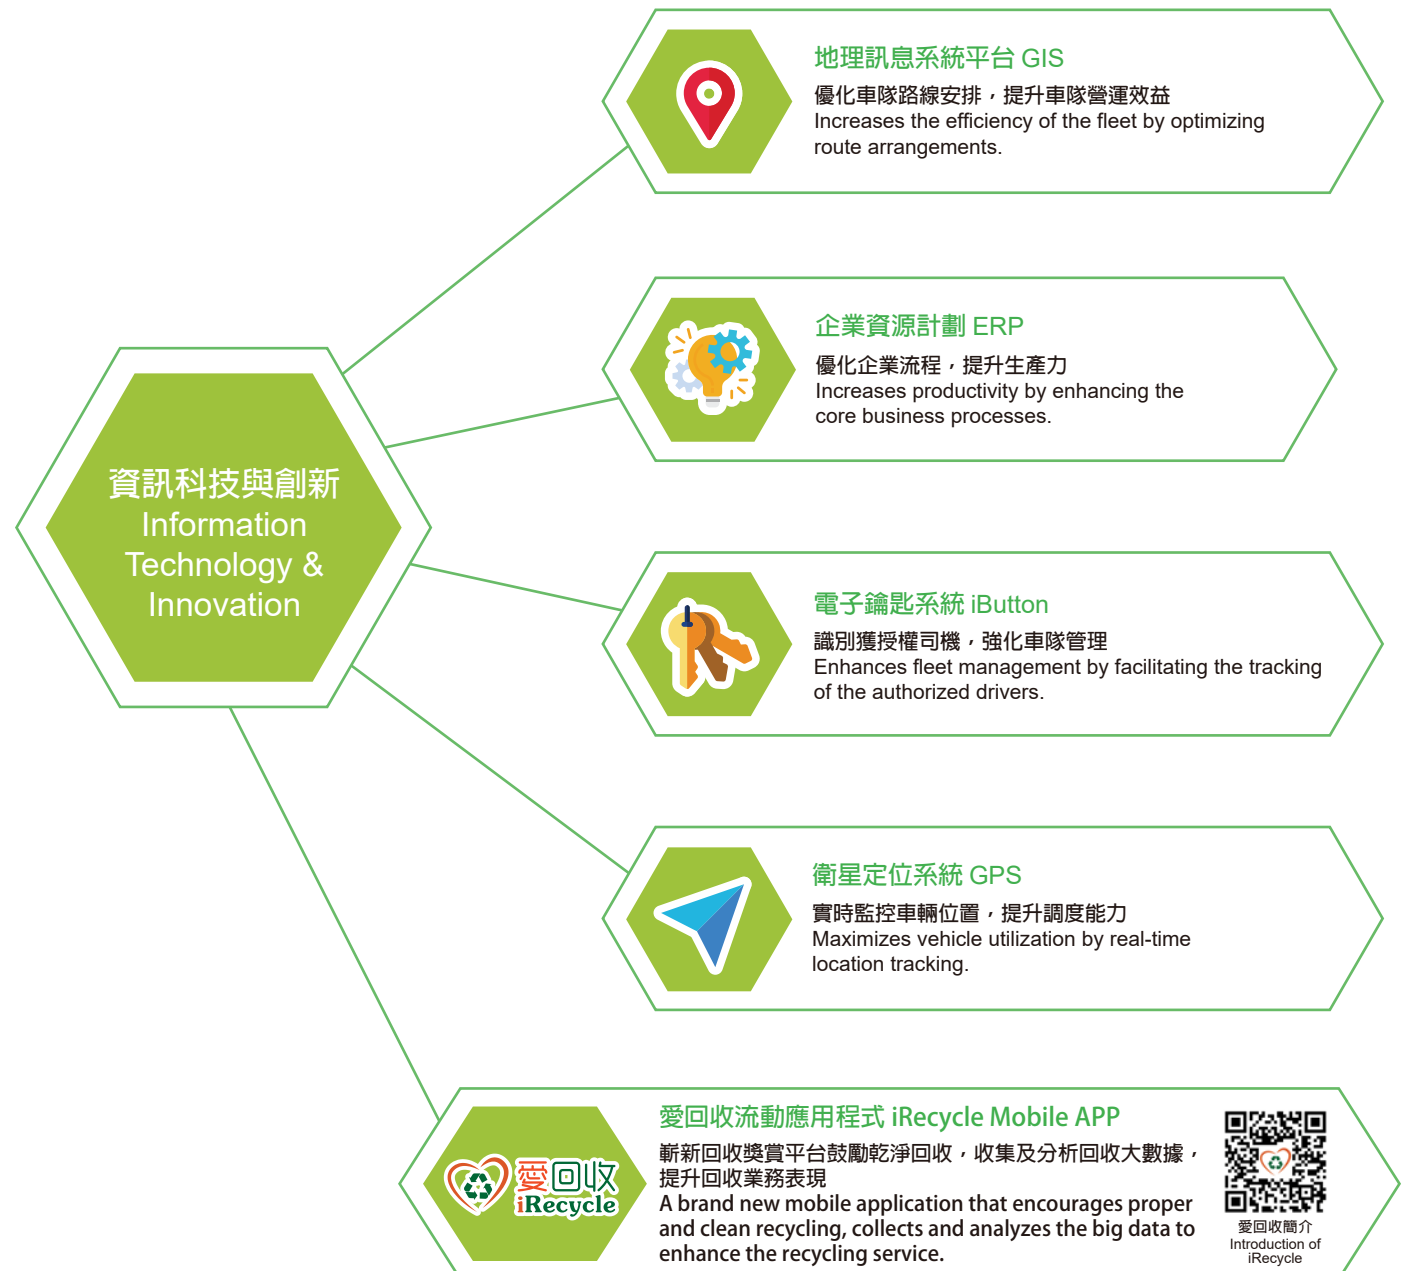 地理訊息系統平台 GIS
優化車隊路線安排，提升車隊營運效益
Increases the efficiency of the fleet by optimizing
route arrangements.
企業資源計劃 ERP
優化企業流程，提升生產力
Increases productivity by enhancing the
core business processes.
資訊科技與創新
Information
Technology &
Innovation
電子鑰匙系統 iButton
識別獲授權司機，強化車隊管理
Enhances fleet management by facilitating the tracking
of the authorized drivers.
衛星定位系統 GPS
實時監控車輛位置，提升調度能力
Maximizes vehicle utilization by real-time
location tracking.
愛回收
iRecycle
愛回收流動應用程式 iRecycle Mobile APP
嶄新回收獎賞平台鼓勵乾淨回收，收集及分析回收大數據，
提升回收業務表現
A brand new mobile application that encourages proper
and clean recycling, collects and analyzes the big data to
enhance the recycling service.
愛回收簡介
Introduction of
iRecycle